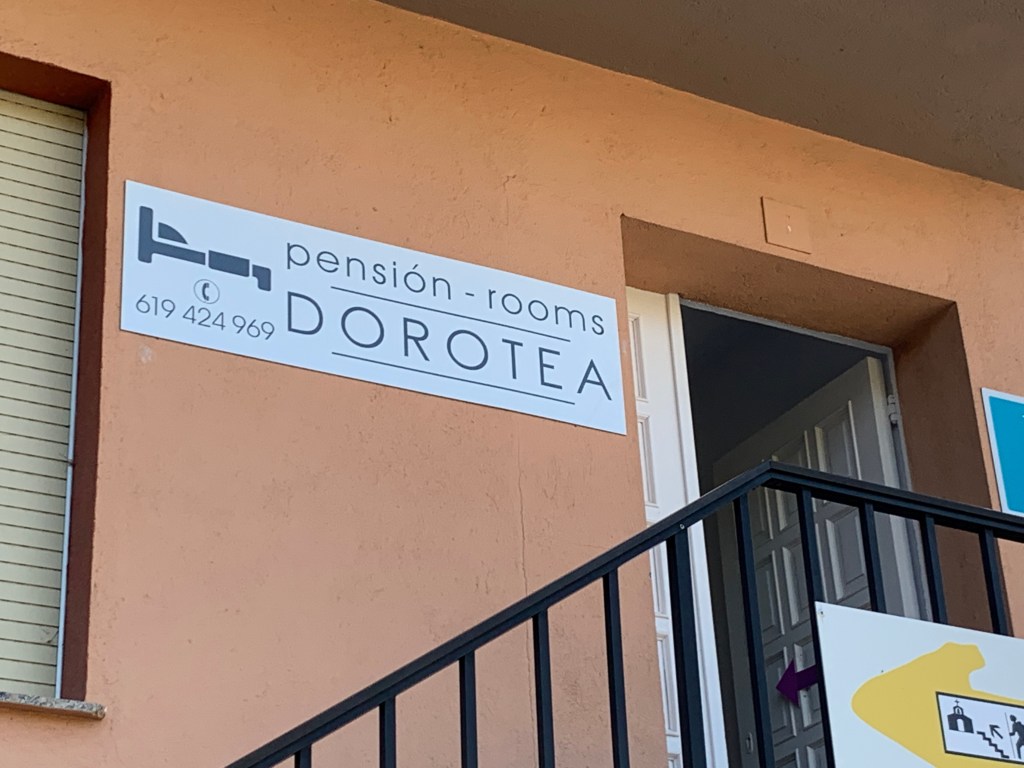 pensión - rooms
DOROTEA
619 424 969